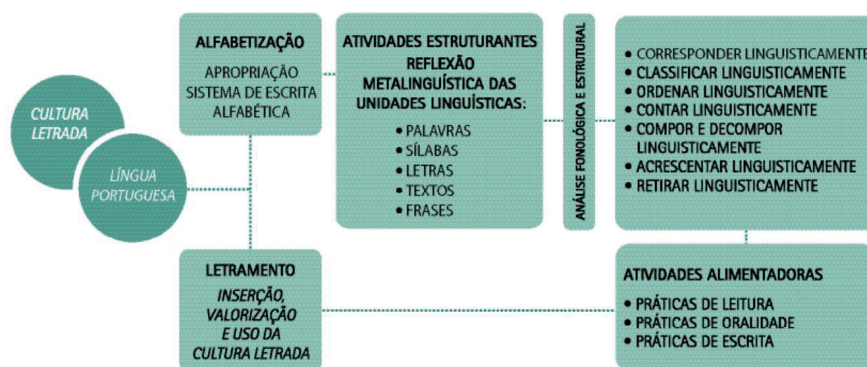 CULTURA
LETRADA
LÍNGUA
PORTUGUESA
ALFABETIZAÇÃO
APROPRIAÇÃO
SISTEMA DE ESCRITA
ALFABÉTICA
LETRAMENTO
INSERÇÃO,
VALORIZAÇÃO
E USO DA
CULTURA LETRADA
ATIVIDADES ESTRUTURANTES
REFLEXÃO
METALINGUÍSTICA DAS
UNIDADES LINGUÍSTICAS:
• PALAVRAS
• SÍLABAS
• LETRAS
• TEXTOS
• FRASES
ANÁLISE FONOLÓGICA E ESTRUTURAL
• CORRESPONDER LINGUISTICAMENTE
• CLASSIFICAR LINGUISTICAMENTE
• ORDENAR LINGUISTICAMENTE
• CONTAR LINGUISTICAMENTE
• COMPOR E DECOMPOR
LINGUISTICAMENTE
• ACRESCENTAR LINGUISTICAMENTE
• RETIRAR LINGUISTICAMENTE
ATIVIDADES ALIMENTADORAS
• PRÁTICAS DE LEITURA
• PRÁTICAS DE ORALIDADE
• PRÁTICAS DE ESCRITA